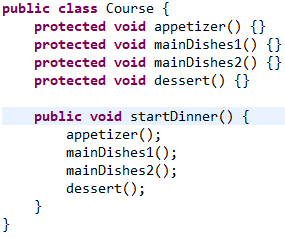 public class Course {
    protected void appetizer() {}
    protected void mainDishes1() {}
    protected void mainDishes2() {}
    protected void dessert() {}

    public void startDinner() {
        appetizer();
        mainDishes1();
        mainDishes2();
        dessert();
    }
}